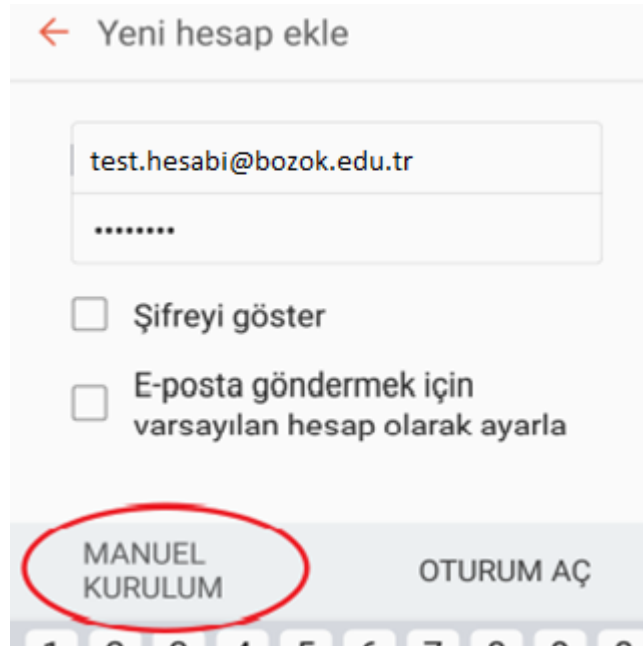 Yeni hesap ekle
test.hesabi@bozok.edu.tr
••••••••
Şifreyi göster
E-posta göndermek için
varsayılan hesap olarak ayarla
MANUEL
KURULUM
OTURUM AÇ